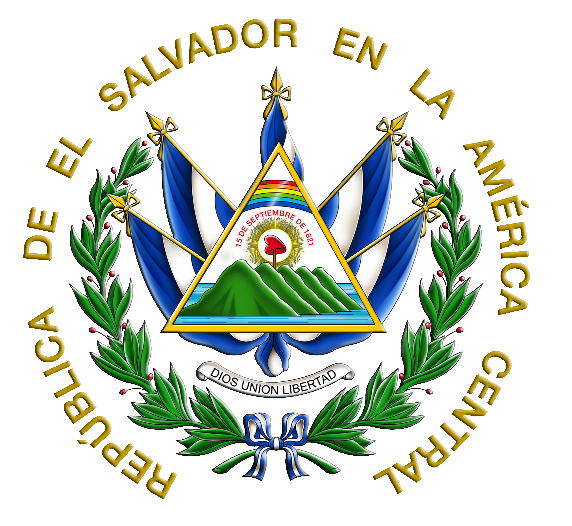 REPÚBLICA DE EL SALVADOR EN LA AMÉRICA CENTRAL
15 DE SEPTIEMBRE DE 1821
DIOS UNION LIBERTAD